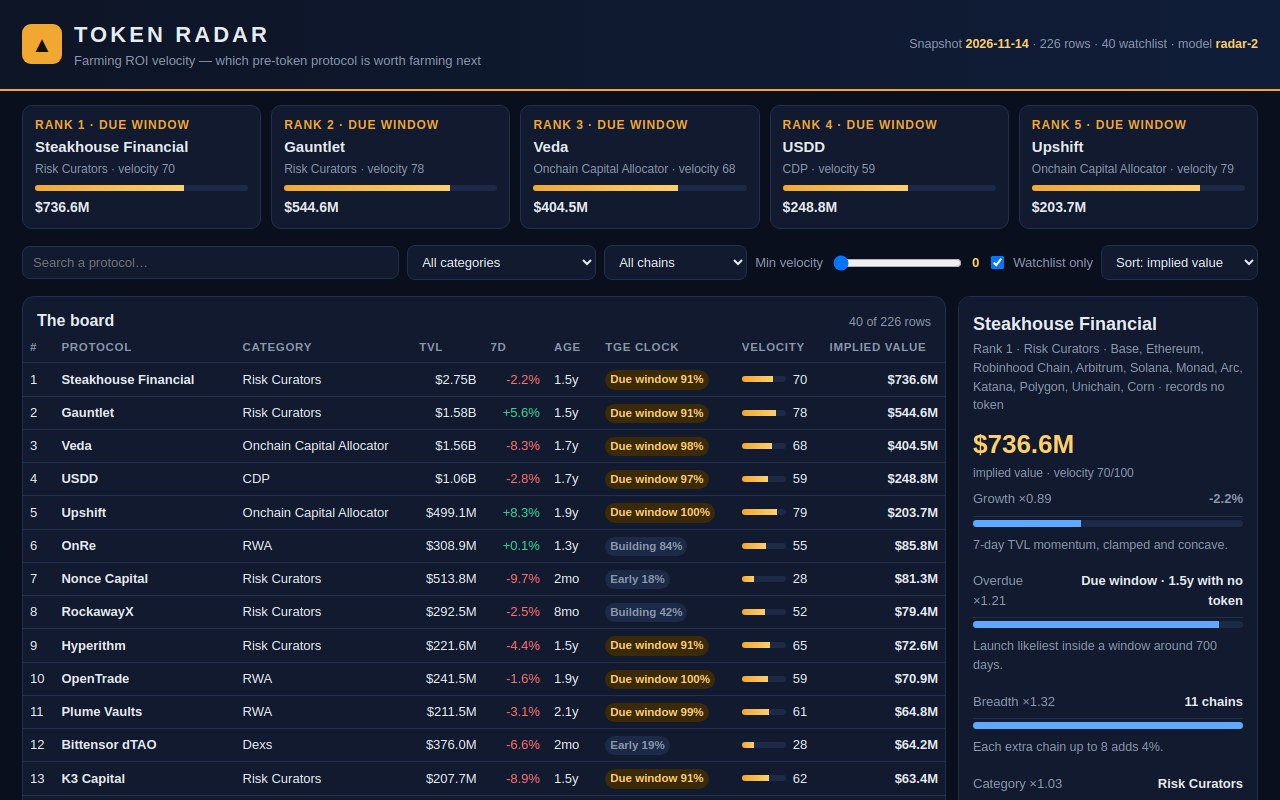 ▲
TOKEN RADAR
Farming ROI velocity — which pre-token protocol is worth farming next
Snapshot 2026-11-14 · 226 rows · 40 watchlist · model radar-2
RANK 1 · DUE WINDOW
Steakhouse Financial
Risk Curators · velocity 70
$736.6M
RANK 2 · DUE WINDOW
Gauntlet
Risk Curators · velocity 78
$544.6M
RANK 3 · DUE WINDOW
Veda
Onchain Capital Allocator · velocity 68
$404.5M
RANK 4 · DUE WINDOW
USDD
CDP · velocity 59
$248.8M
RANK 5 · DUE WINDOW
Upshift
Onchain Capital Allocator · velocity 79
$203.7M
Search a protocol… All categories All chains Min velocity 0 Watchlist only Sort: implied value
The board 40 of 226 rows
# PROTOCOL CATEGORY TVL 7D AGE TGE CLOCK VELOCITY IMPLIED VALUE
1 Steakhouse Financial Risk Curators $2.75B -2.2% 1.5y Due window 91% 70 $736.6M
2 Gauntlet Risk Curators $1.58B +5.6% 1.5y Due window 91% 78 $544.6M
3 Veda Onchain Capital Allocator $1.56B -8.3% 1.7y Due window 98% 68 $404.5M
4 USDD CDP $1.06B -2.8% 1.7y Due window 97% 59 $248.8M
5 Upshift Onchain Capital Allocator $499.1M +8.3% 1.9y Due window 100% 79 $203.7M
6 OnRe RWA $308.9M +0.1% 1.3y Building 84% 55 $85.8M
7 Nonce Capital Risk Curators $513.8M -9.7% 2mo Early 18% 28 $81.3M
8 RockawayX Risk Curators $292.5M -2.5% 8mo Building 42% 52 $79.4M
9 Hyperithm Risk Curators $221.6M -4.4% 1.5y Due window 91% 65 $72.6M
10 OpenTrade RWA $241.5M -1.6% 1.9y Due window 100% 59 $70.9M
11 Plume Vaults RWA $211.5M -3.1% 2.1y Due window 99% 61 $64.8M
12 Bittensor dTAO Dexs $376.0M -6.6% 2mo Early 19% 28 $64.2M
13 K3 Capital Risk Curators $207.7M -8.9% 1.5y Due window 91% 62 $63.4M
Steakhouse Financial
Rank 1 · Risk Curators · Base, Ethereum,
Robinhood Chain, Arbitrum, Solana, Monad, Arc,
Katana, Polygon, Unichain, Corn · records no
token
$736.6M
implied value · velocity 70/100
Growth ×0.89 -2.2%
7-day TVL momentum, clamped and concave.
Overdue Due window · 1.5y with no
×1.21 token
Launch likeliest inside a window around 700
days.
Breadth ×1.32 11 chains
Each extra chain up to 8 adds 4%.
Category ×1.03 Risk Curators